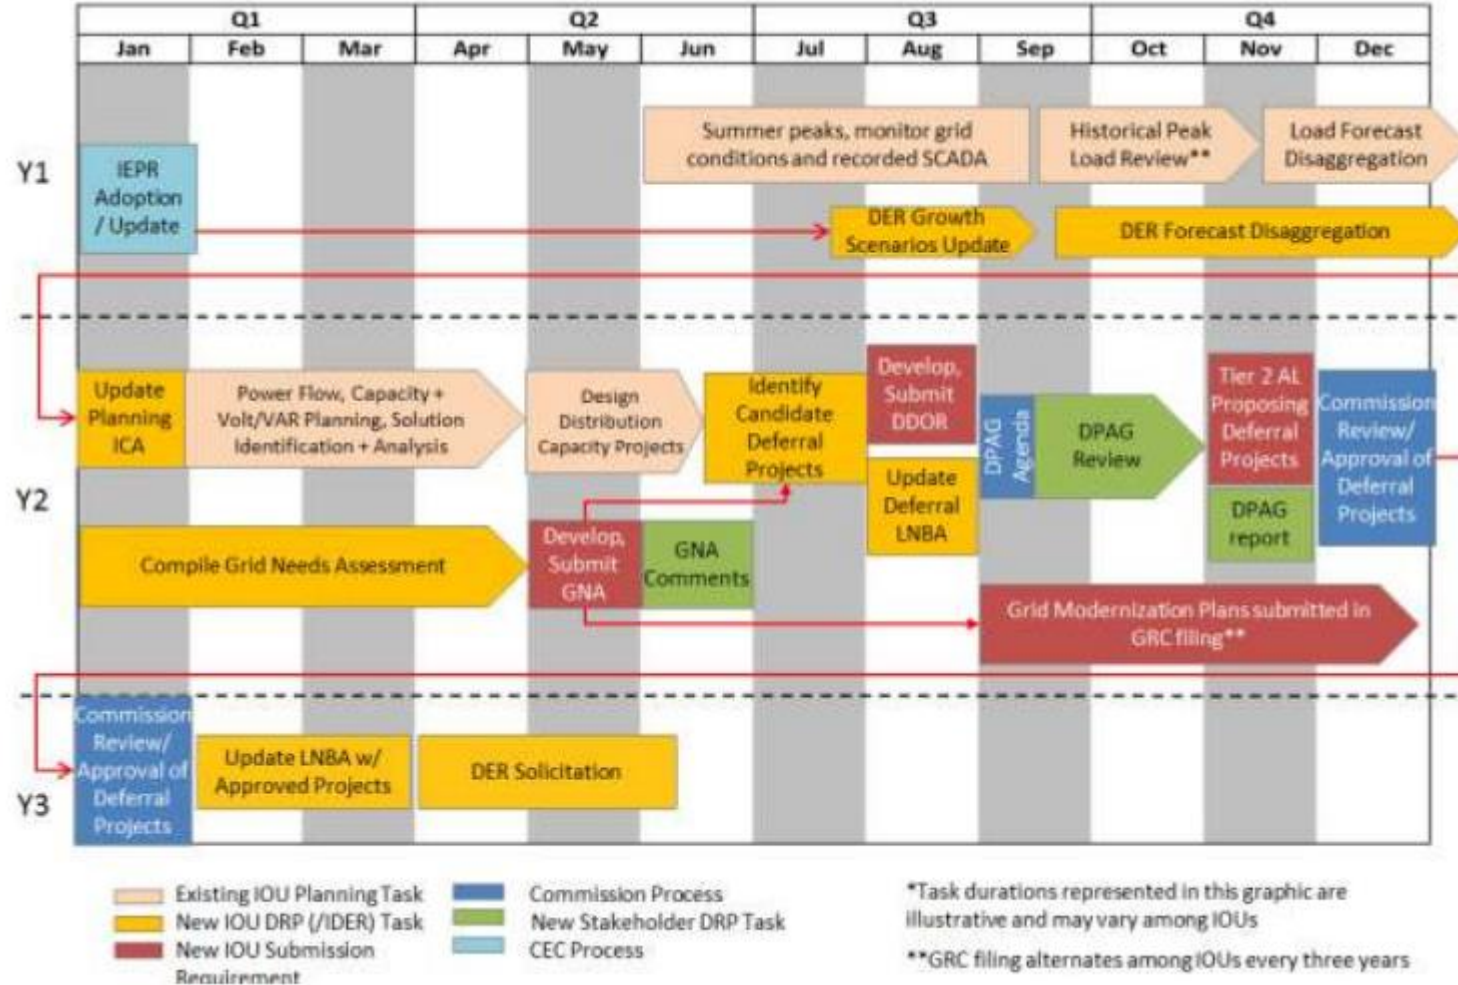 Q1 Q2 Q3 Q4
Jan Feb Mar Apr May Jun Jul Aug Sep Oct Nov Dec
Y1
IEPR
Adoption
/ Update
Summer peaks, monitor grid
conditions and recorded SCADA
Historical Peak
Load Review**
Load Forecast
Disaggregation
DER Growth
Scenarios Update
DER Forecast Disaggregation
Y2
Update
Planning
ICA
Power Flow, Capacity +
Volt/VAR Planning, Solution
Identification + Analysis
Design
Distribution
Capacity Projects
Identify
Candidate
Deferral
Projects
Develop,
Submit
DDOR
Update
Deferral
LNBA
DPAG
Agenda
DPAG
Review
Tier 2 AL
Proposing
Deferral
Projects
DPAG
report
Commission
Review/
Approval of
Deferral
Projects
Compile Grid Needs Assessment
Develop,
Submit
GNA
GNA
Comments
Grid Modernization Plans submitted in
GRC filing**
Y3
Commission
Review/
Approval of
Deferral
Projects
Update LNBA w/
Approved Projects
DER Solicitation
Existing IOU Planning Task
New IOU DRP (/IDER) Task
New IOU Submission
Requirement
Commission Process
New Stakeholder DRP Task
CEC Process
*Task durations represented in this graphic are
illustrative and may vary among IOUs
**GRC filing alternates among IOUs every three years